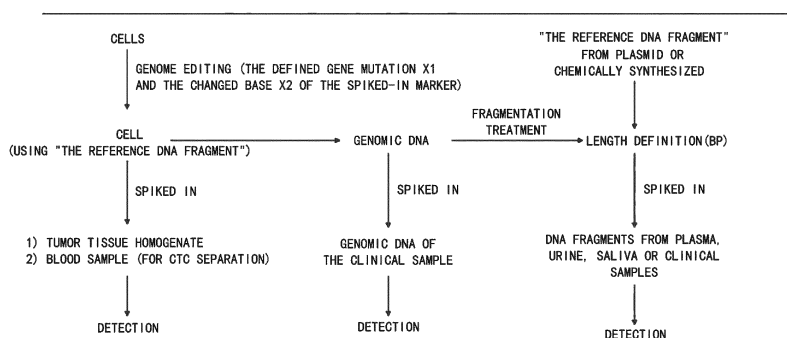 CELLS
GENOME EDITING (THE DEFINED GENE MUTATION X1
AND THE CHANGED BASE X2 OF THE SPIKED-IN MARKER)
"THE REFERENCE DNA FRAGMENT"
FROM PLASMID OR
CHEMICALLY SYNTHESIZED
CELL
(USING "THE REFERENCE DNA FRAGMENT")
GENOMIC DNA
FRAGMENTATION
TREATMENT
LENGTH DEFINITION(BP)
SPIKED IN
SPIKED IN
SPIKED IN
1) TUMOR TISSUE HOMOGENATE
2) BLOOD SAMPLE (FOR CTC SEPARATION)
GENOMIC DNA OF
THE CLINICAL SAMPLE
DNA FRAGMENTS FROM PLASMA,
URINE, SALIVA OR CLINICAL
SAMPLES
DETECTION
DETECTION
DETECTION